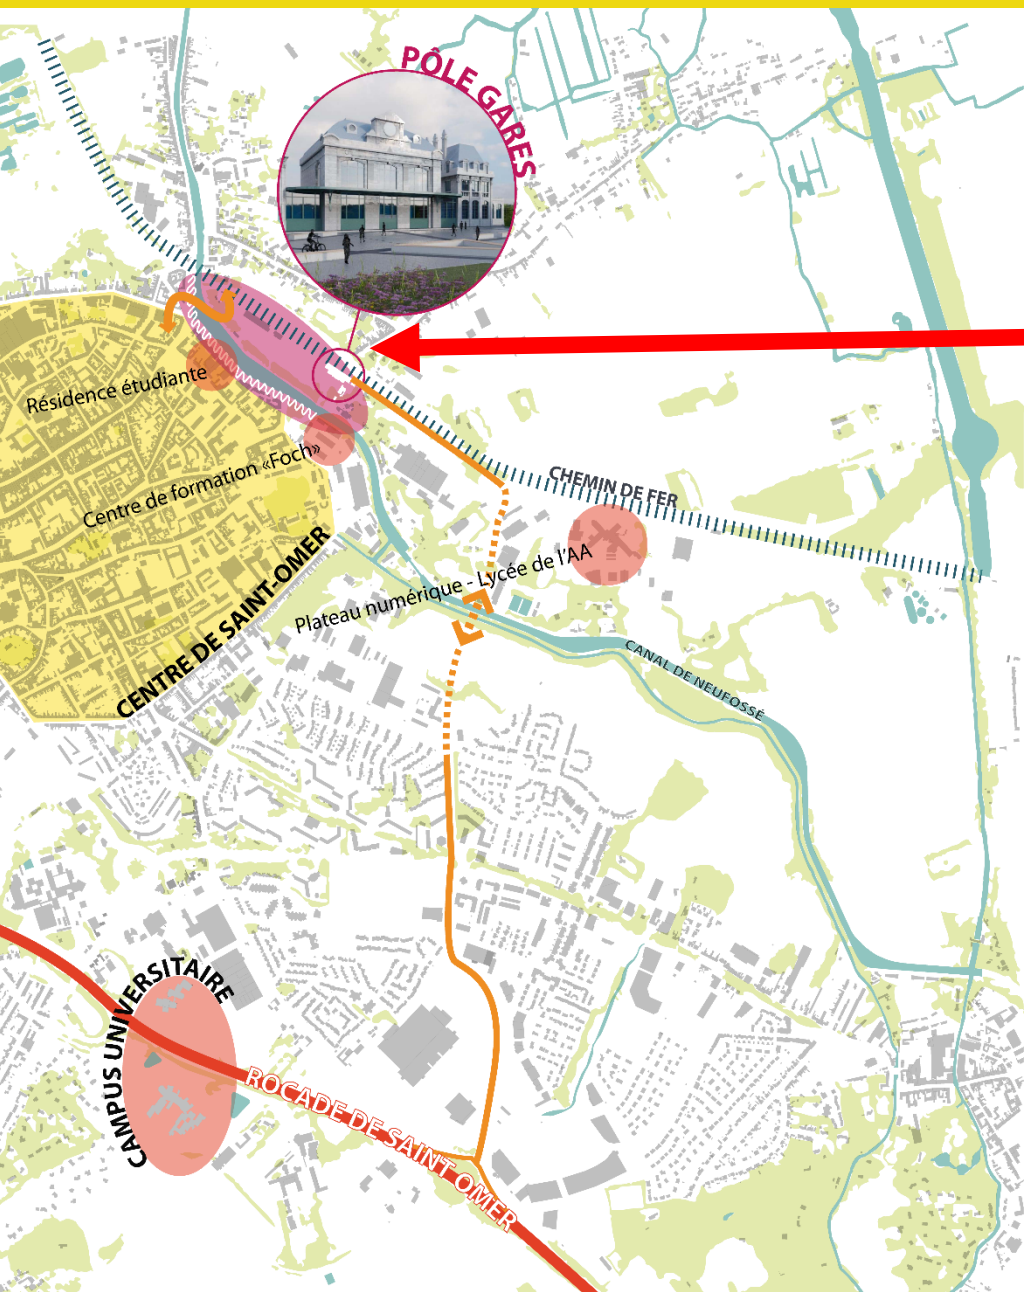 PÔLE GARES
Résidence étudiante
Centre de formation «Foch»
CHEMIN DE FER
Plateau numérique - Lycée de l'AA
CENTRE DE SAINT-OMER
CANAL DE NEUFOSSÉ
CAMPUS UNIVERSITAIRE
ROCADE DE SAINT OMER